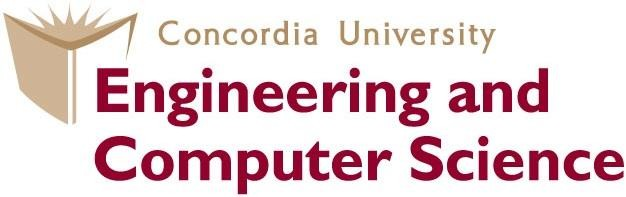 Concordia University
Engineering and
Computer Science